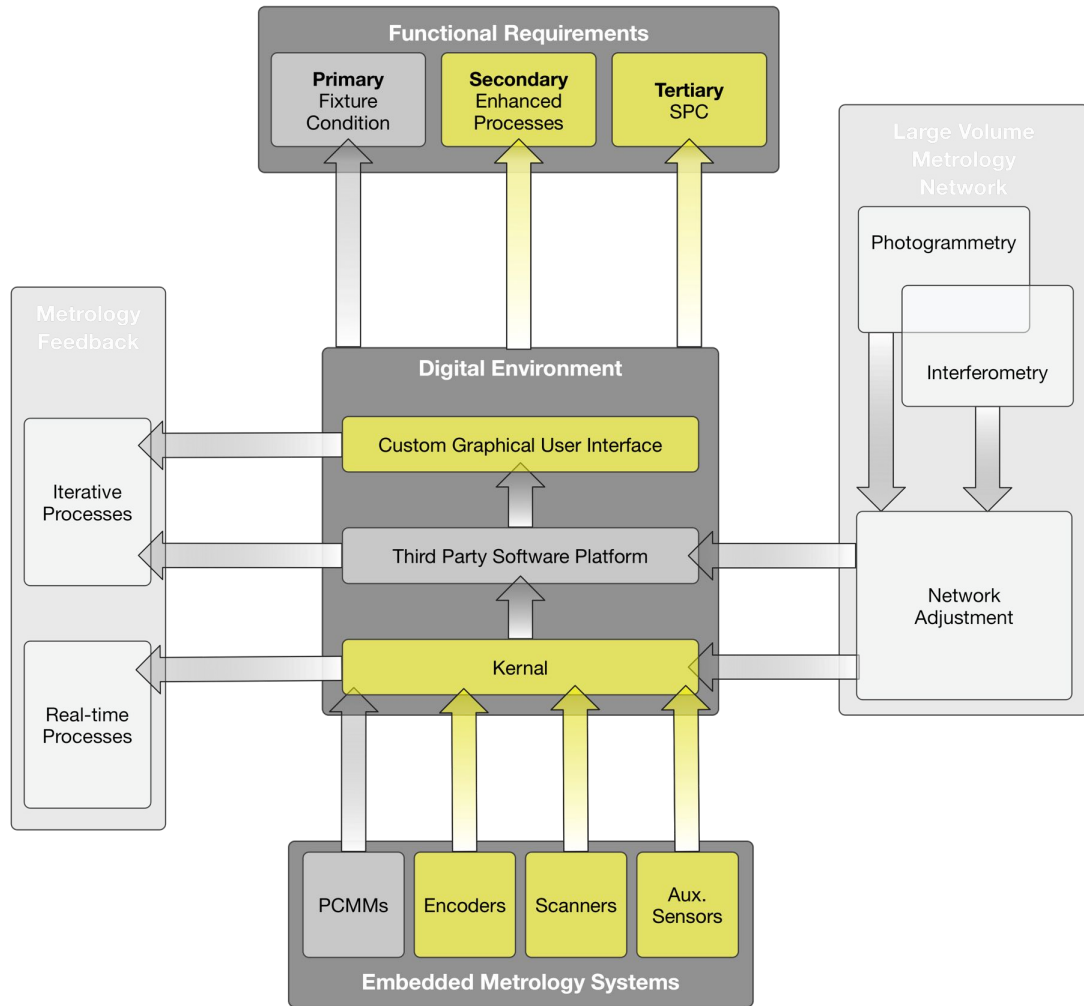 Functional Requirements
Primary
Fixture
Condition
Secondary
Enhanced
Processes
Tertiary
SPC
Large Volume
Metrology
Network
Photogrammetry
Interferometry
Network
Adjustment
Metrology
Feedback
Iterative
Processes
Real-time
Processes
Digital Environment
Custom Graphical User Interface
Third Party Software Platform
Kernal
PCMMs
Encoders
Scanners
Aux.
Sensors
Embedded Metrology Systems